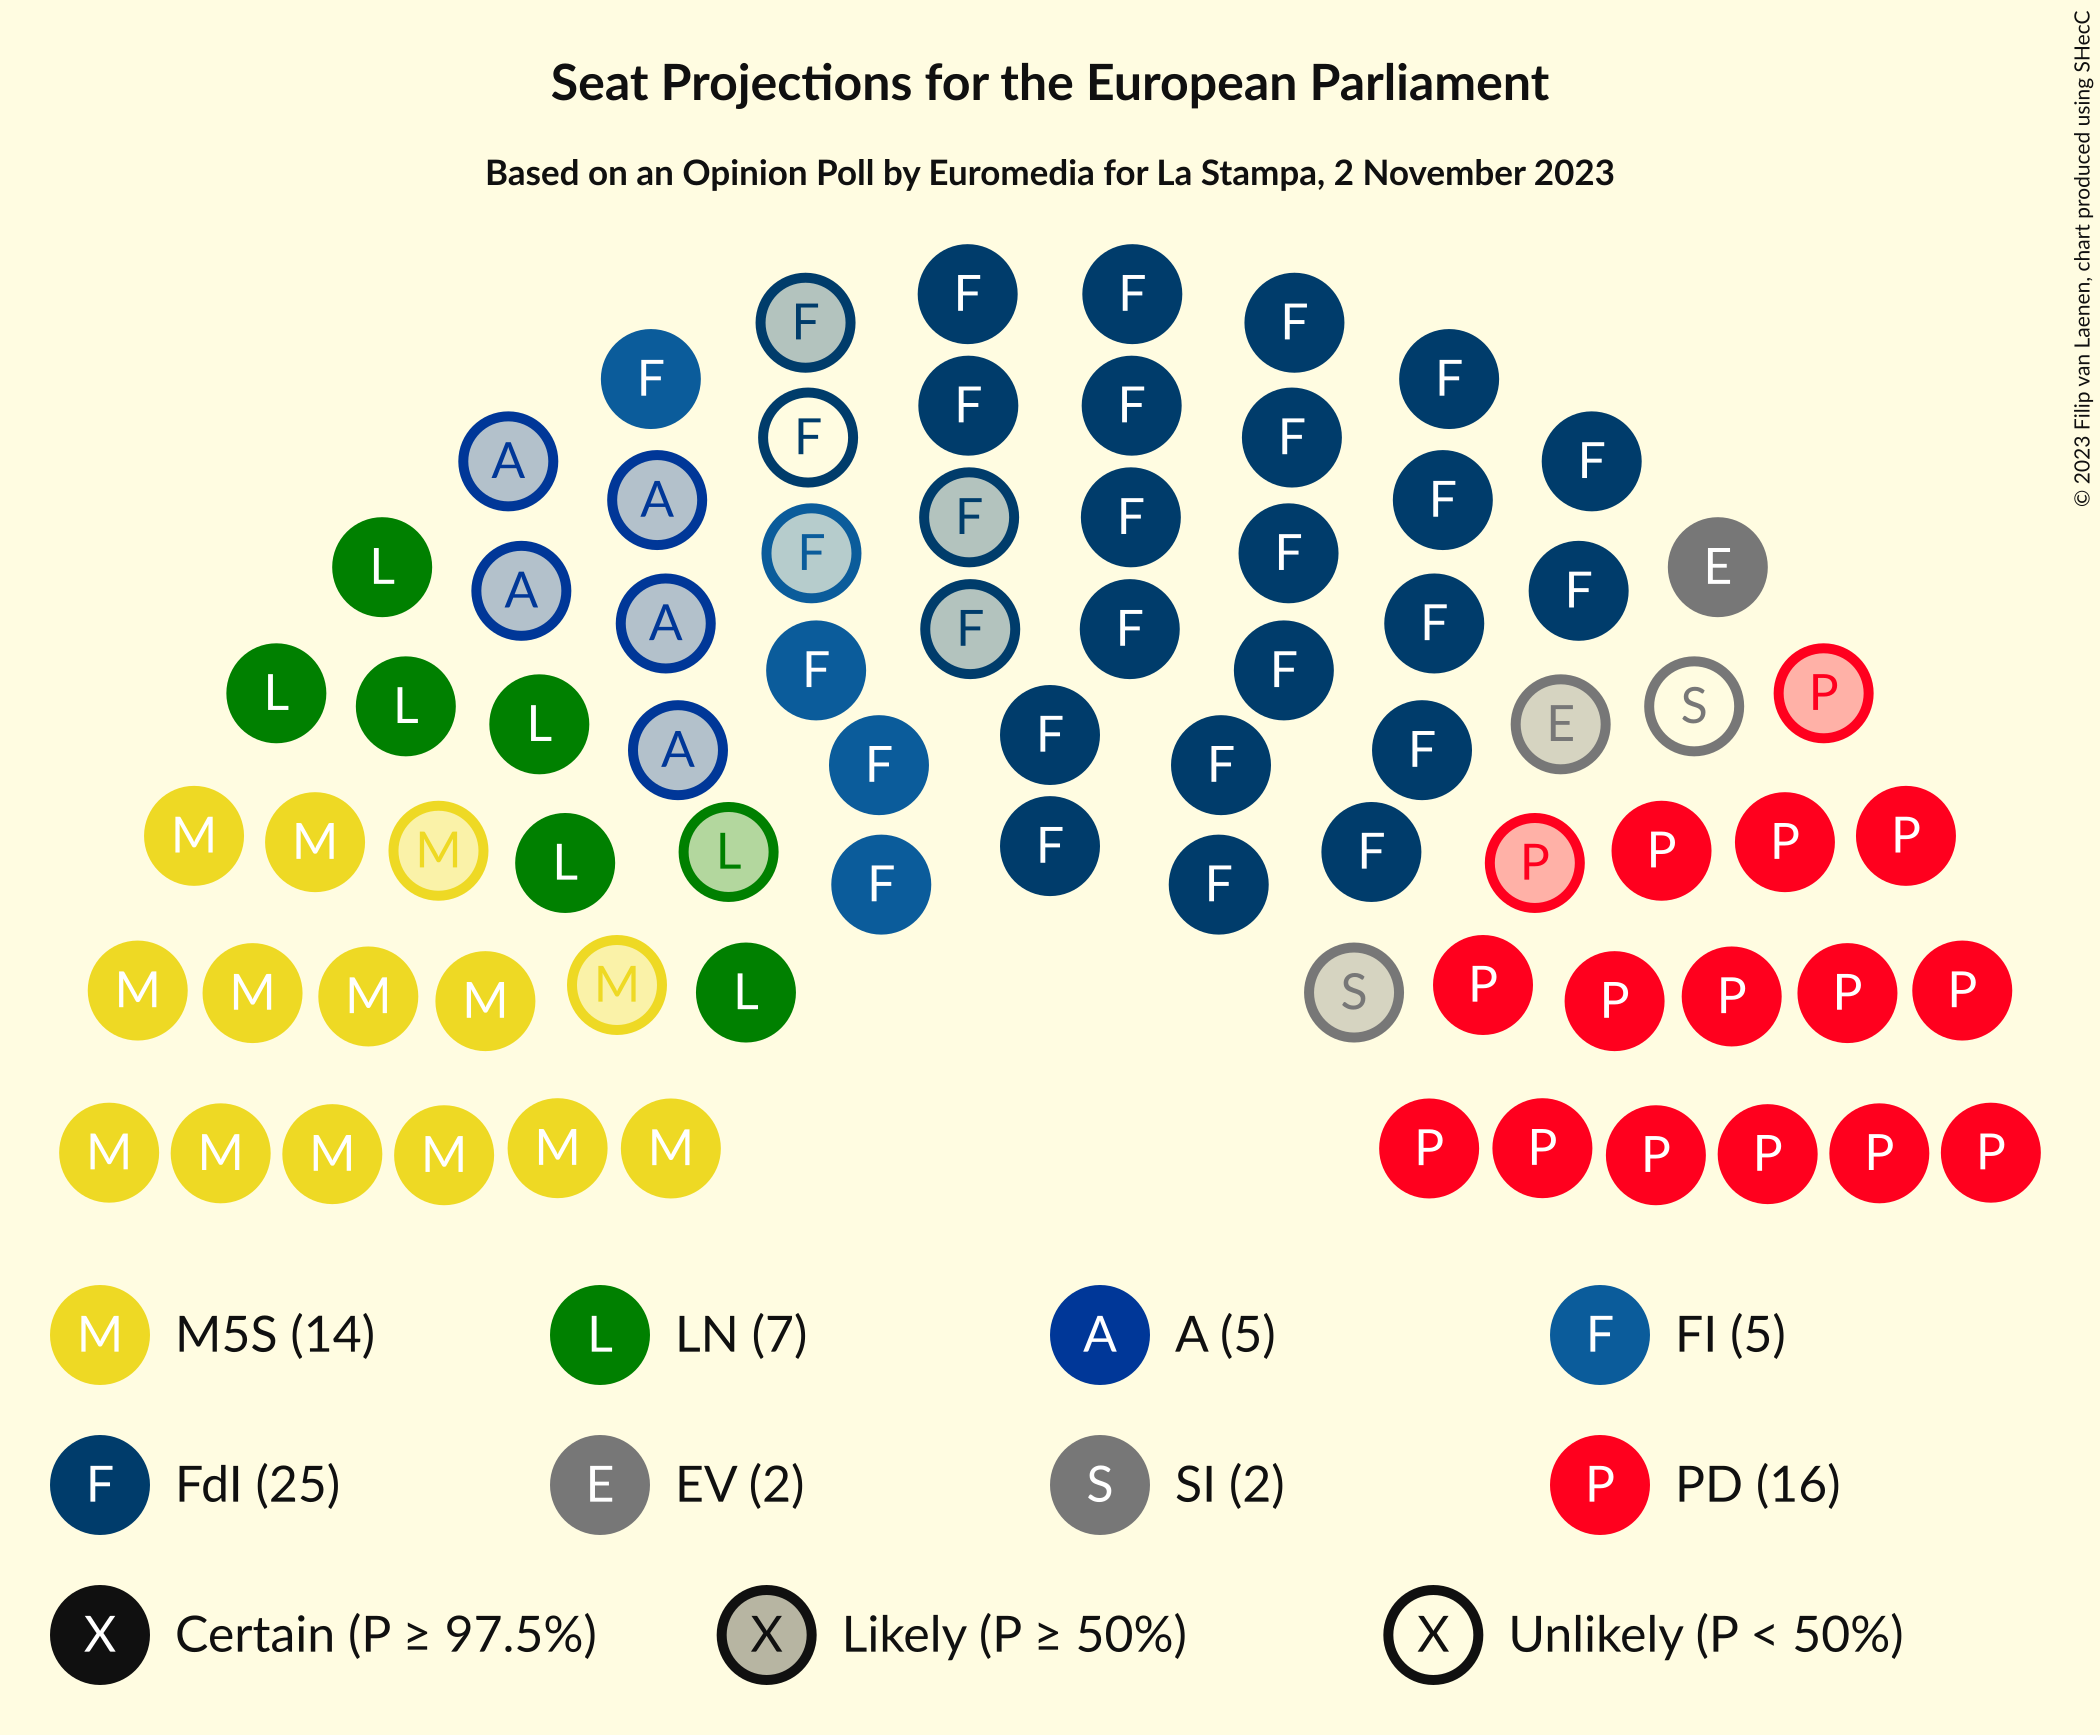 Seat Projections for the European Parliament
Based on an Opinion Poll by Euromedia for La Stampa, 2 November 2023
© 2023 Filip van Laenen, chart produced using SHecC
F F F F
F F F
F F F F
A F F
A A F F
F F F F
L E
A F F
L A P
L L E S
F F F F
A F
F F F
M M M L L F F F P P P P
F F F
M M M M M L S P P P P P
M M M M M M P P P P P P
M M5S (14) L LN (7) A A (5) F FI (5)
F FdI (25) E EV (2) S SI (2) P PD (16)
X Certain (P ≥ 97.5%) X Likely (P ≥ 50%) X Unlikely (P < 50%)